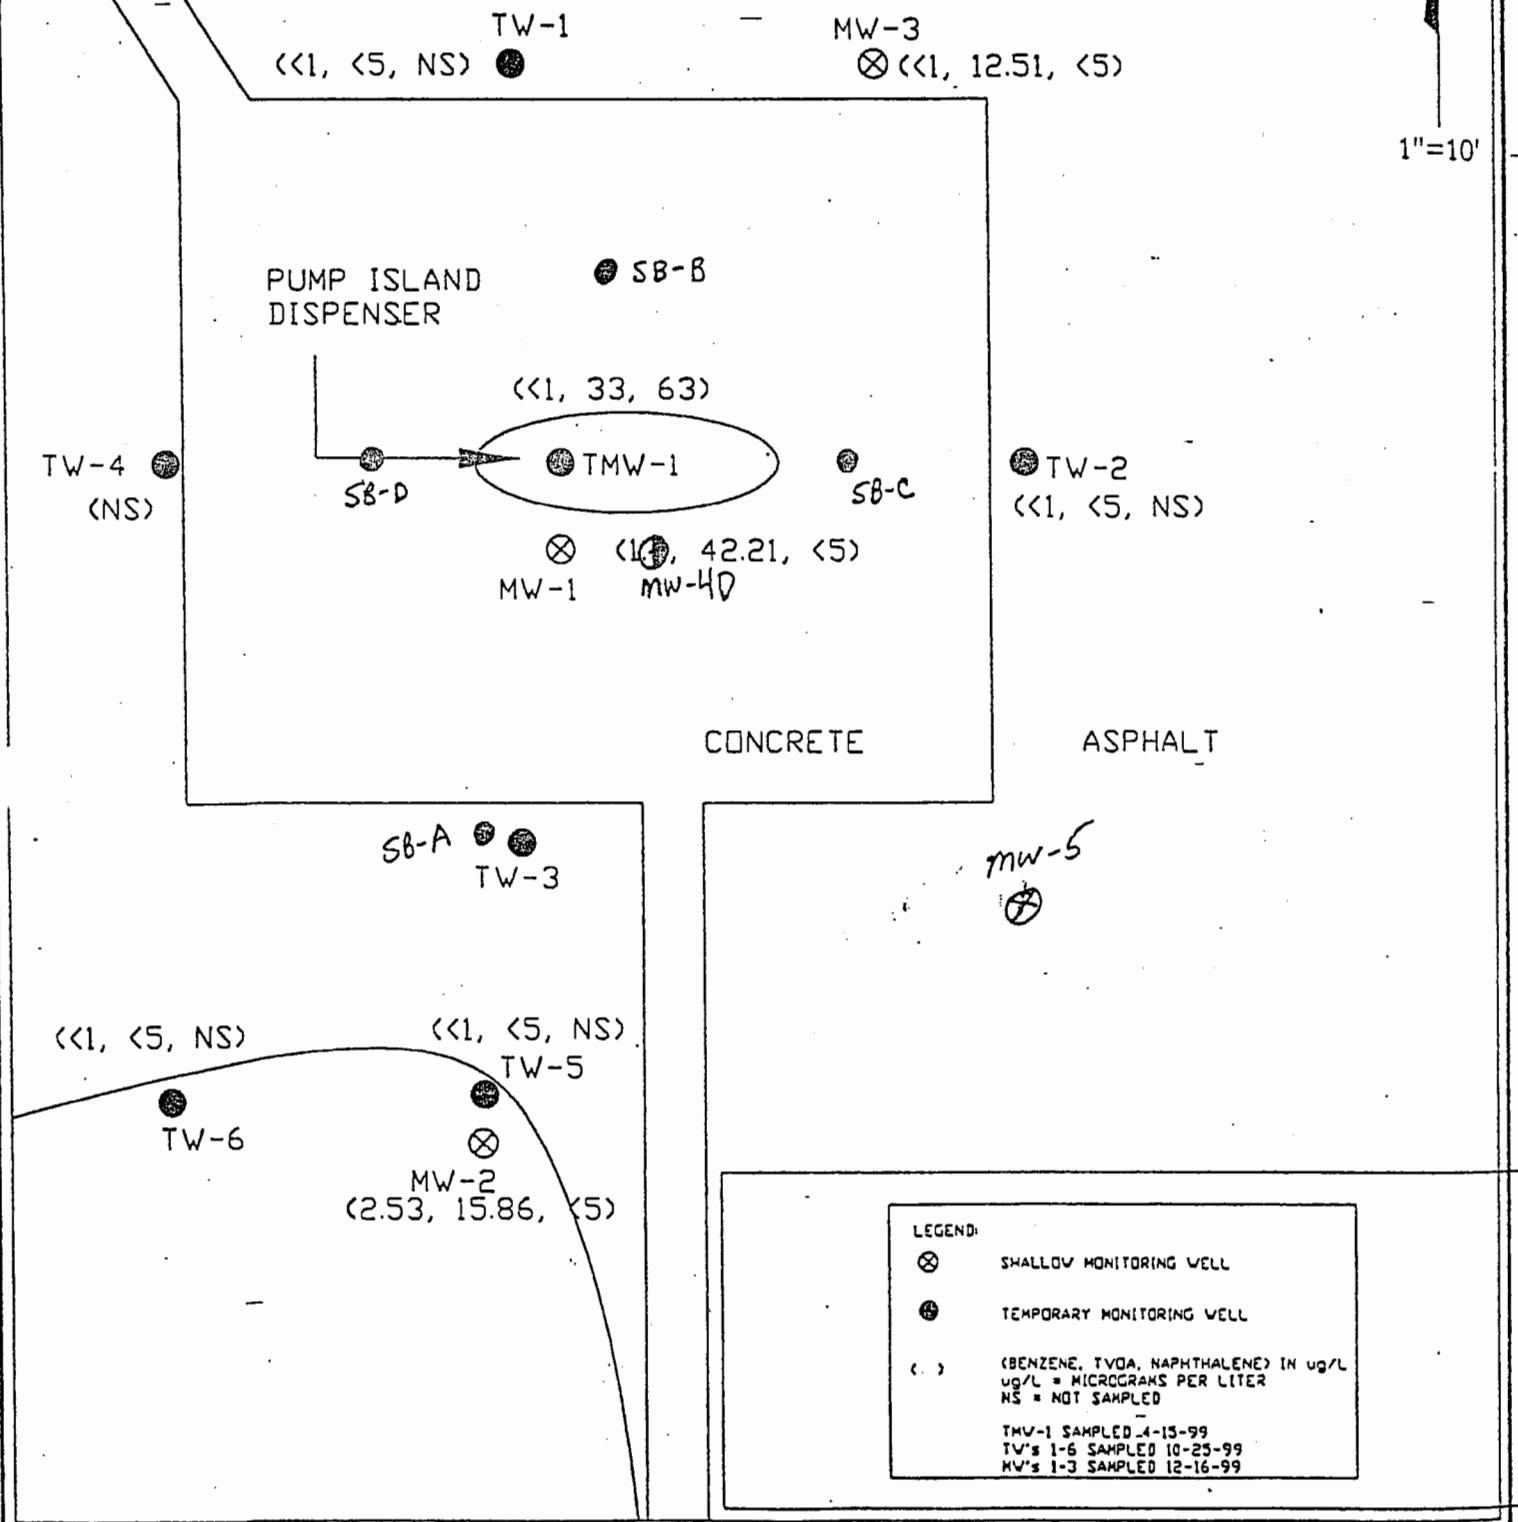 TW-1
(<1, <5, NS)
MW-3
(<1, 12.51, <5)
1"=10'
PUMP ISLAND
DISPENSER
SB-B
(<1, 33, 63)
TW-4
(NS)
SB-D
TMW-1
SB-C
TW-2
(<1, <5, NS)
MW-1
42.21, <5)
MW-4D
CONCRETE
ASPHALT
SB-A
TW-3
MW-5
(<1, <5, NS)
TW-6
(<1, <5, NS)
TW-5
MW-2
(2.53, 15.86, <5)
LEGEND:
SHALLOW MONITORING WELL
TEMPORARY MONITORING WELL
( , )
(BENZENE, TVOA, NAPHTHALENE) IN ug/L
ug/L = MICROGRAMS PER LITER
NS = NOT SAMPLED
TMW-1 SAMPLED 4-15-99
TW's 1-6 SAMPLED 10-25-99
MW's 1-3 SAMPLED 12-16-99